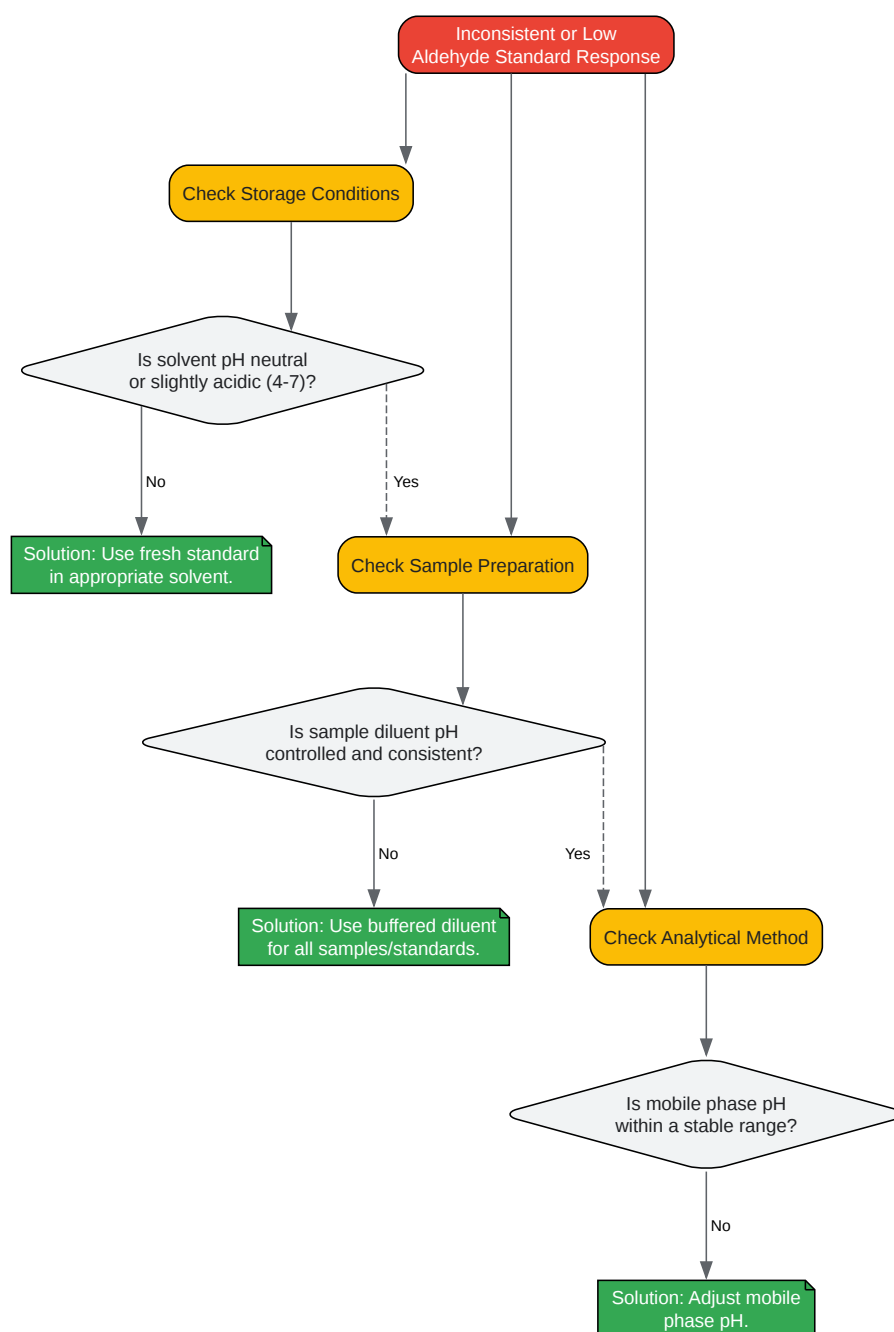 Inconsistent or Low
Aldehyde Standard Response
Check Storage Conditions
Is solvent pH neutral
or slightly acidic (4-7)?
No
Yes
Solution: Use fresh standard
in appropriate solvent.
Check Sample Preparation
Is sample diluent pH
controlled and consistent?
No
Yes
Solution: Use buffered diluent
for all samples/standards.
Check Analytical Method
Is mobile phase pH
within a stable range?
No
Solution: Adjust mobile
phase pH.